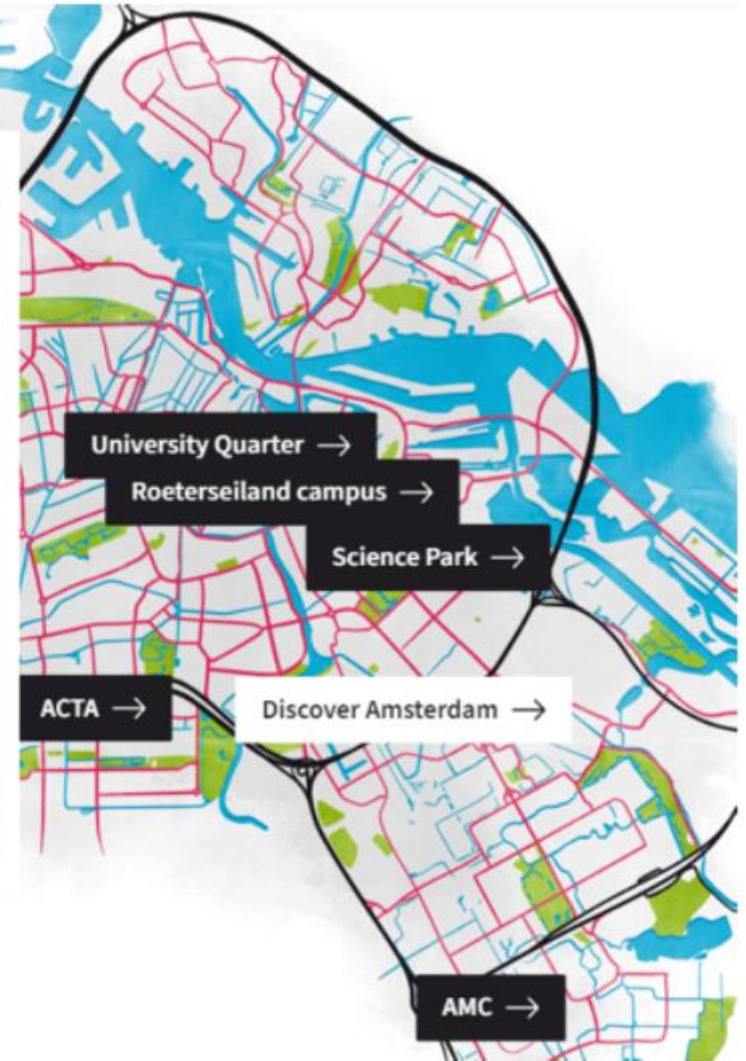 University Quarter →
Roeterseiland campus →
Science Park →
ACTA →
Discover Amsterdam →
AMC →